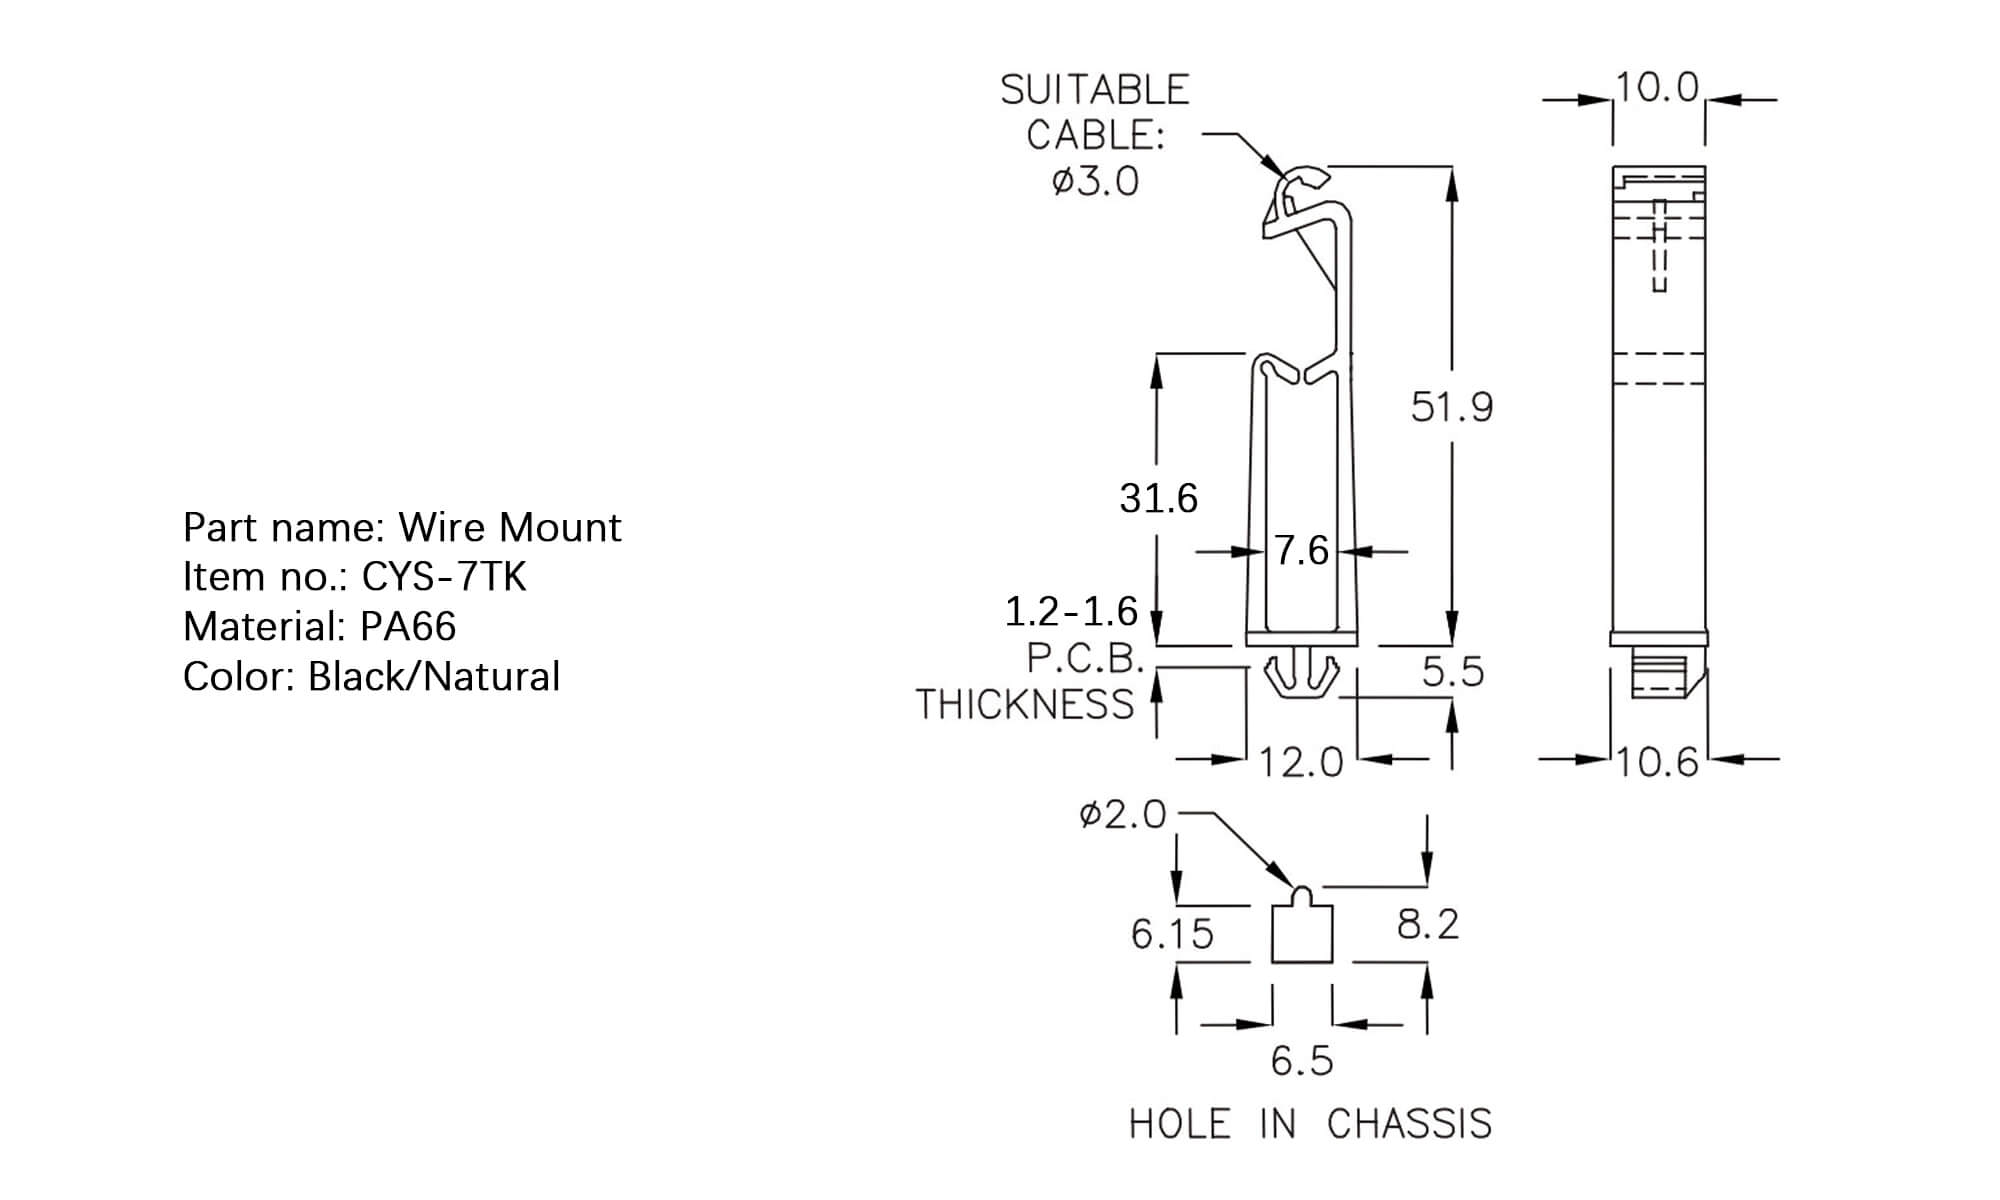 SUITABLE
CABLE:
ø3.0
10.0
51.9
31.6
7.6
Part name: Wire Mount
Item no.: CYS-7TK
Material: PA66
Color: Black/Natural
1.2-1.6
P.C.B.
THICKNESS
5.5
12.0
10.6
ø2.0
6.15
8.2
6.5
HOLE IN CHASSIS